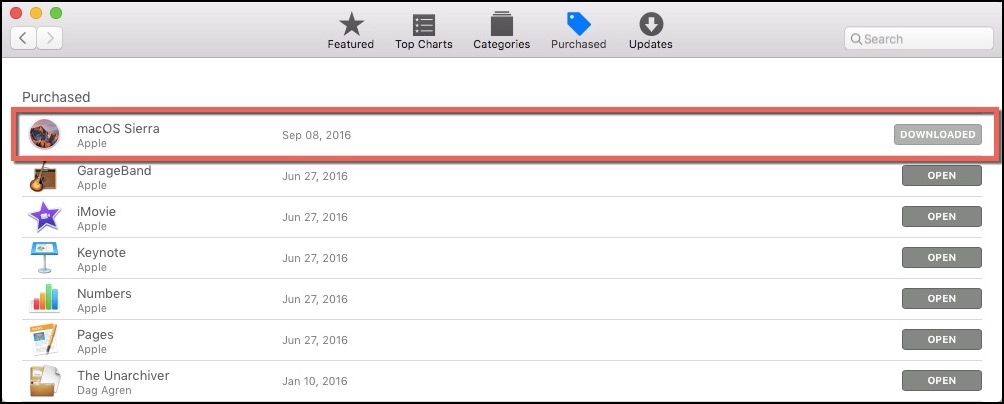 Featured Top Charts Categories Purchased Updates Search
Purchased
macOS Sierra Sep 08, 2016 DOWNLOADED
Apple
GarageBand Jun 27, 2016 OPEN
Apple
iMovie Jun 27, 2016 OPEN
Apple
Keynote Jun 27, 2016 OPEN
Apple
Numbers Jun 27, 2016 OPEN
Apple
Pages Jun 27, 2016 OPEN
Apple
The Unarchiver Jan 10, 2016 OPEN
Dag Agren